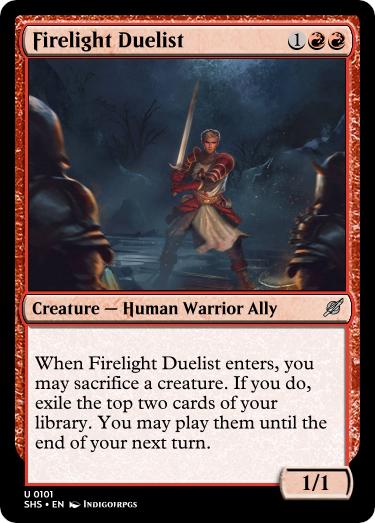 Firelight Duelist 1
Creature — Human Warrior Ally
When Firelight Duelist enters, you
may sacrifice a creature. If you do,
exile the top two cards of your
library. You may play them until the
end of your next turn.
1/1
U 0101
SHS • EN INDIGOIRPGS